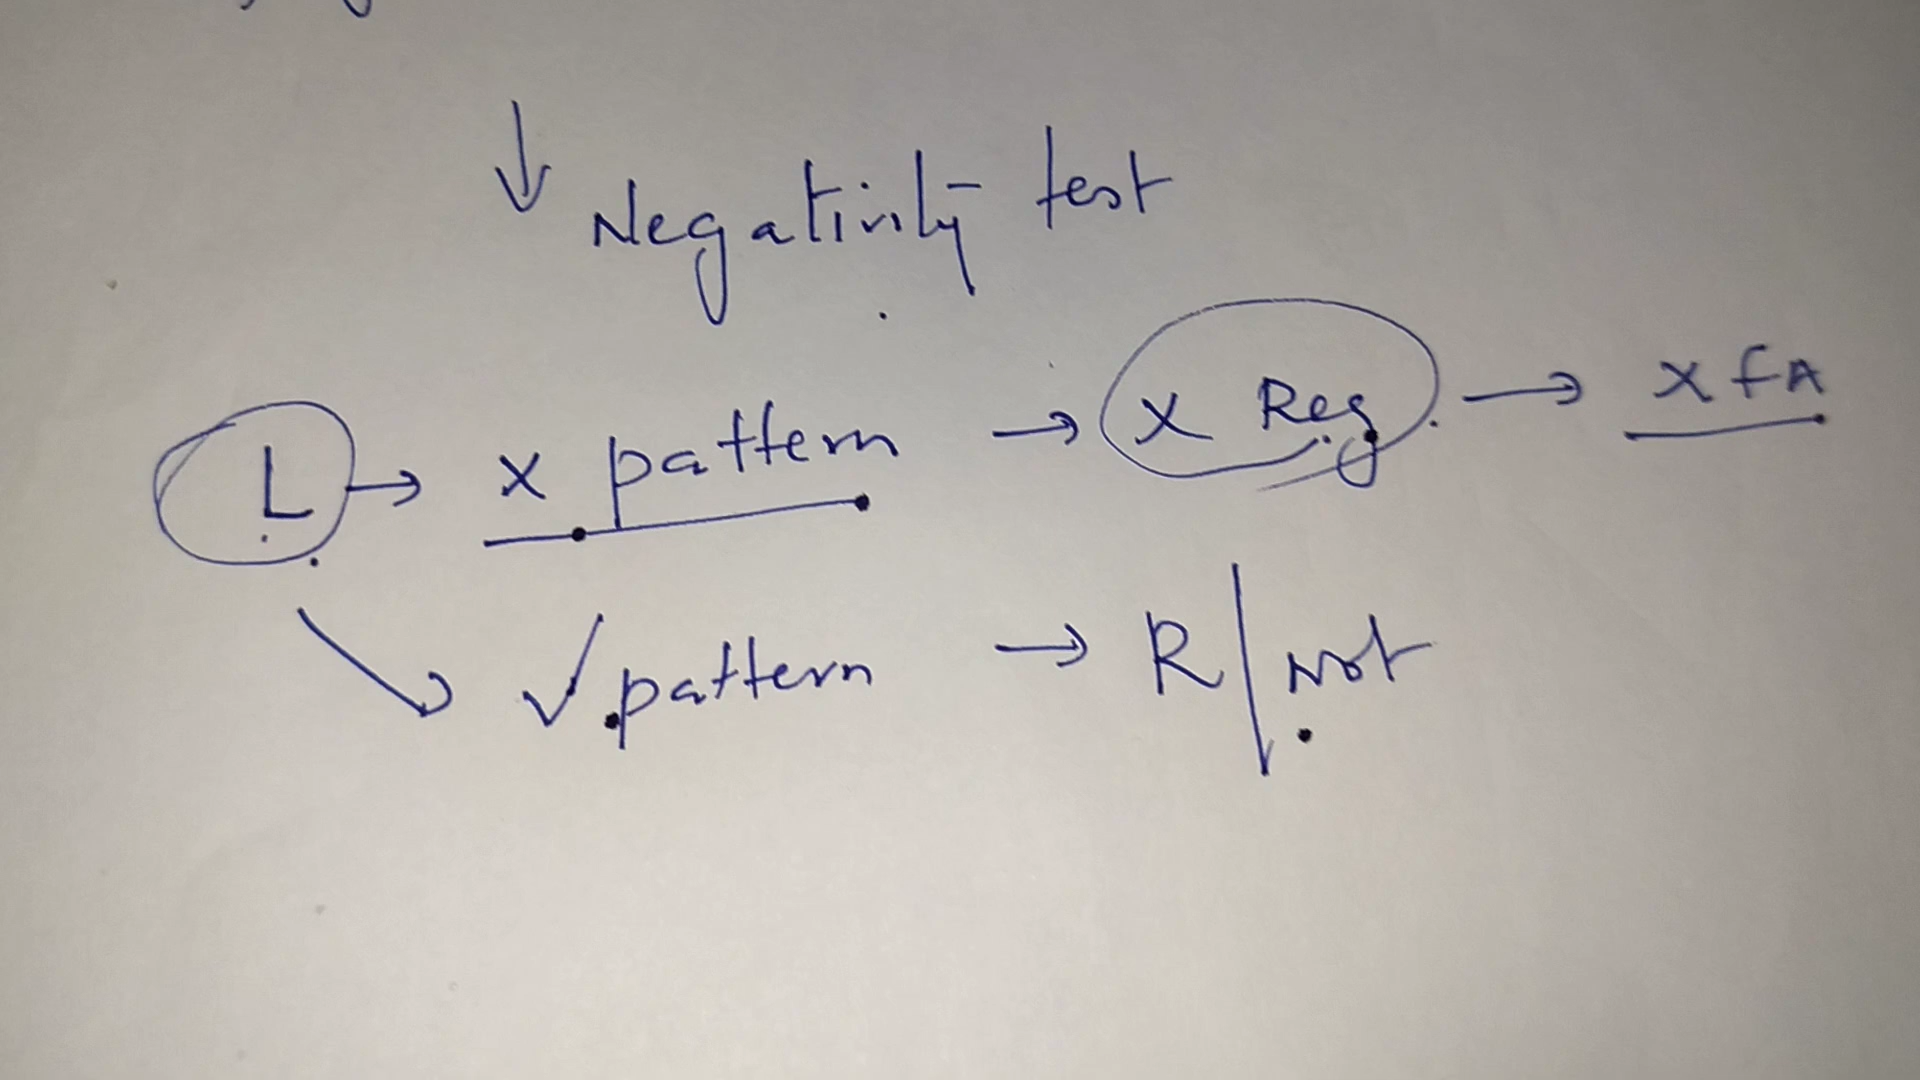 ↓ Negativity test
L → x pattern → x Reg → x FA
✓ pattern → R/Not